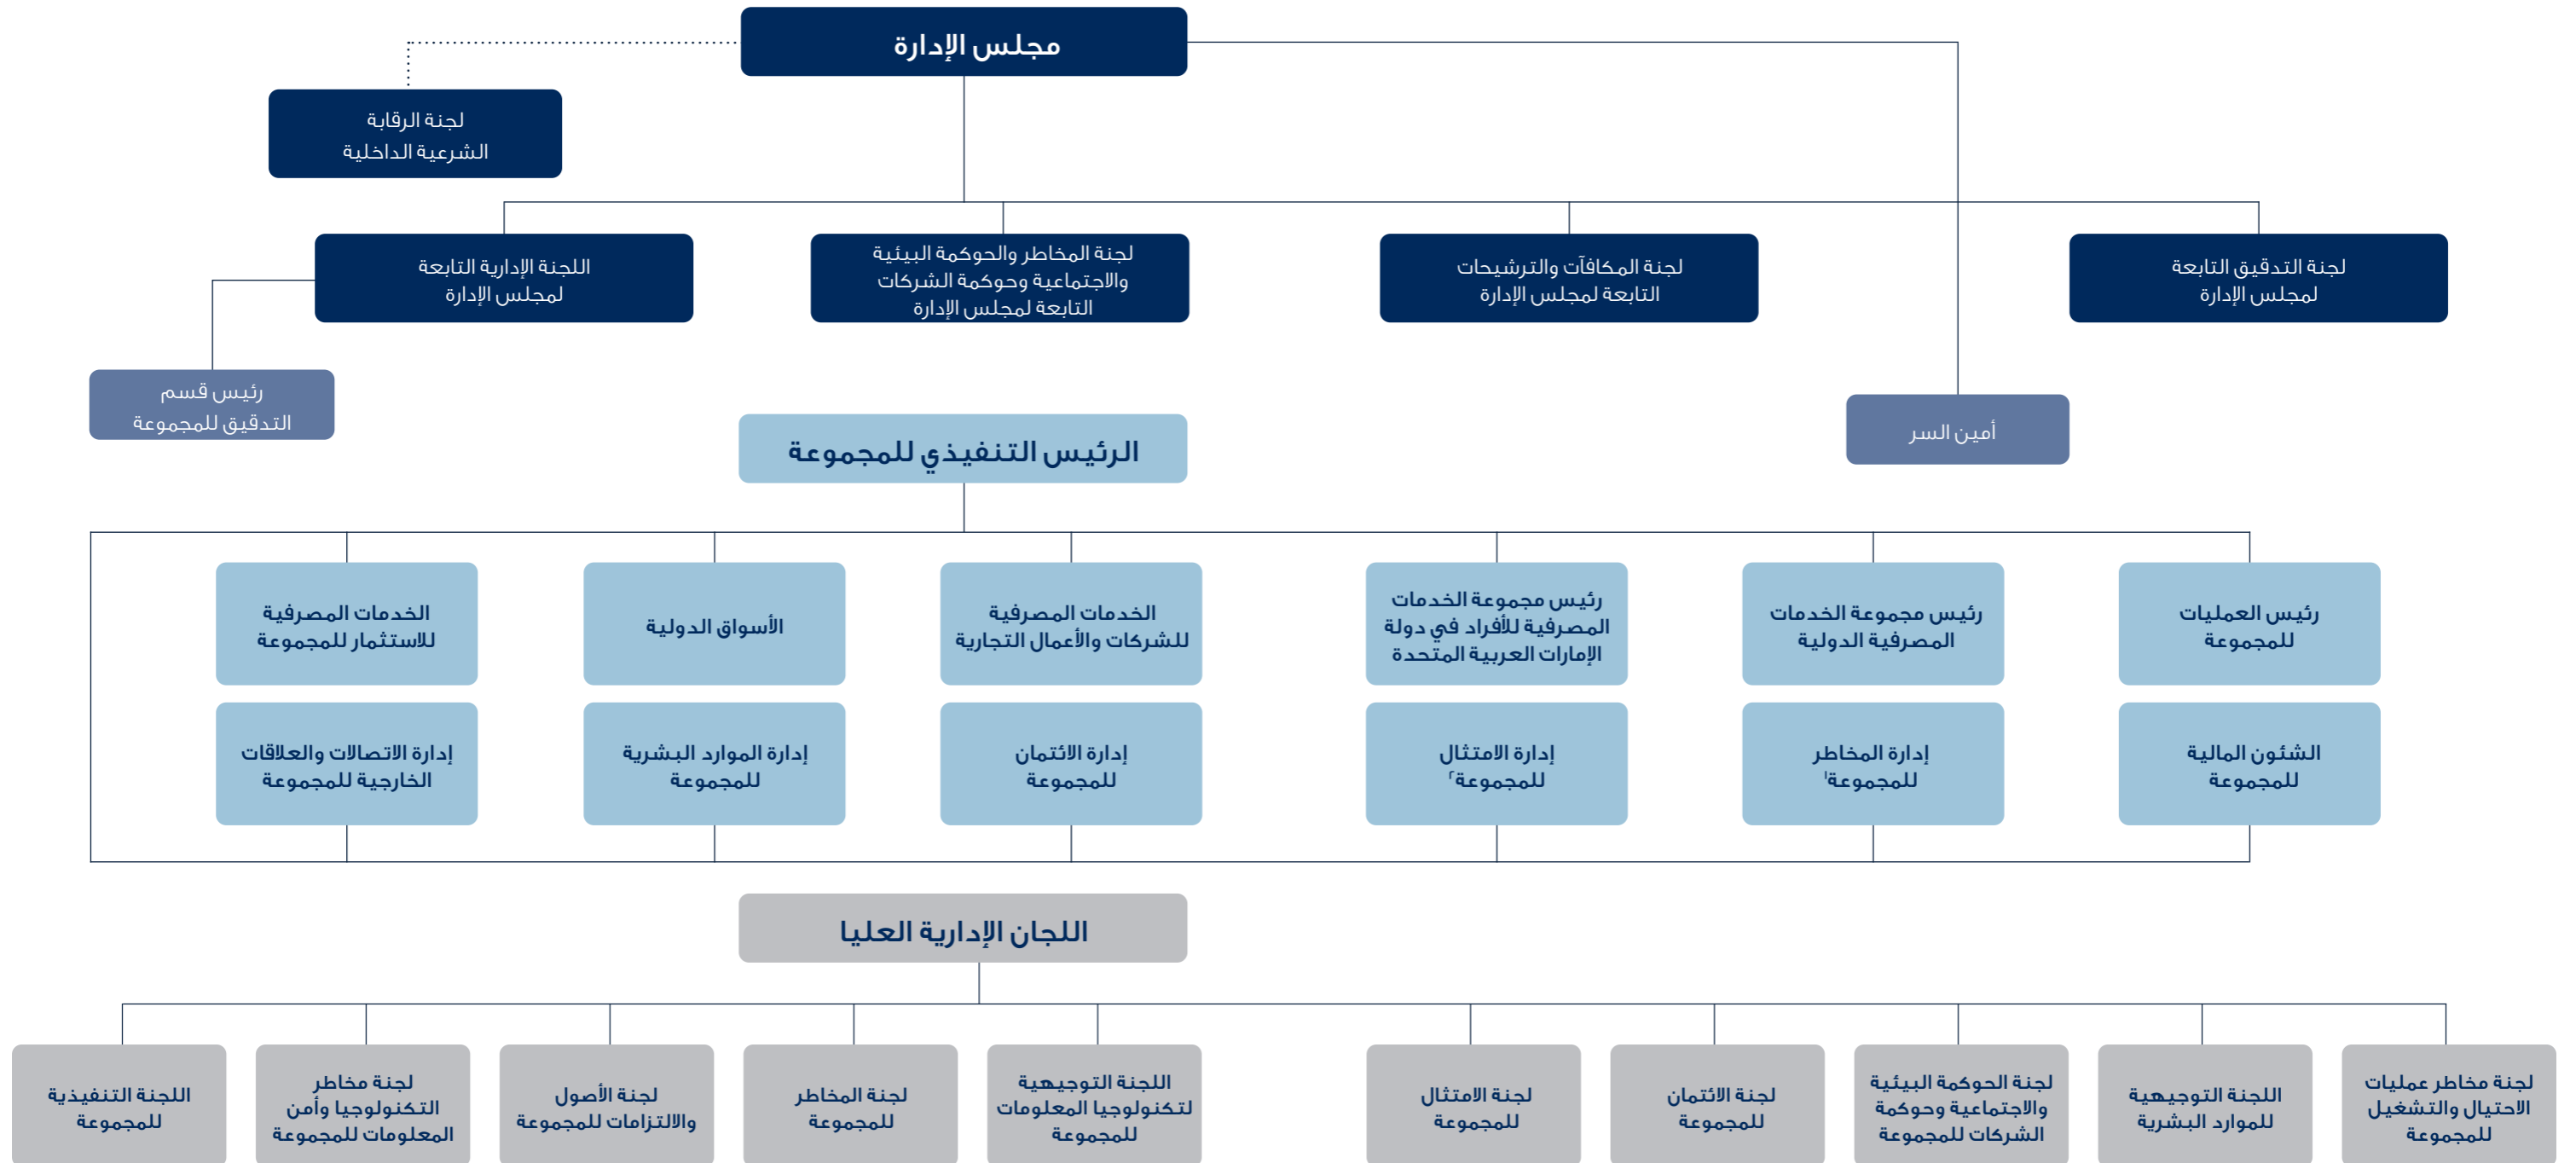 مجلس الإدارة
لجنة الرقابة
الشرعية الداخلية
لجنة التدقيق التابعة
لمجلس الإدارة
لجنة المكافآت والترشيحات
التابعة لمجلس الإدارة
لجنة المخاطر والحوكمة البيئية
والاجتماعية وحوكمة الشركات
التابعة لمجلس الإدارة
اللجنة الإدارية التابعة
لمجلس الإدارة
أمين السر
رئيس قسم
التدقيق للمجموعة
الرئيس التنفيذي للمجموعة
رئيس العمليات
للمجموعة
رئيس مجموعة الخدمات
المصرفية الدولية
رئيس مجموعة الخدمات
المصرفية للأفراد في دولة
الإمارات العربية المتحدة
الخدمات المصرفية
للشركات والأعمال التجارية
الأسواق الدولية
الخدمات المصرفية
للاستثمار للمجموعة
الشئون المالية
للمجموعة
إدارة المخاطر
للمجموعة١
إدارة الامتثال
للمجموعة٢
إدارة الائتمان
للمجموعة
إدارة الموارد البشرية
للمجموعة
إدارة الاتصالات والعلاقات
الخارجية للمجموعة
اللجان الإدارية العليا
لجنة مخاطر عمليات
الاحتيال والتشغيل
للمجموعة
اللجنة التوجيهية
للموارد البشرية
لجنة الحوكمة البيئية
والاجتماعية وحوكمة
الشركات للمجموعة
لجنة الائتمان
للمجموعة
لجنة الامتثال
للمجموعة
اللجنة التوجيهية
لتكنولوجيا المعلومات
للمجموعة
لجنة المخاطر
للمجموعة
لجنة الأصول
والالتزامات للمجموعة
لجنة مخاطر
التكنولوجيا وأمن
المعلومات للمجموعة
اللجنة التنفيذية
للمجموعة